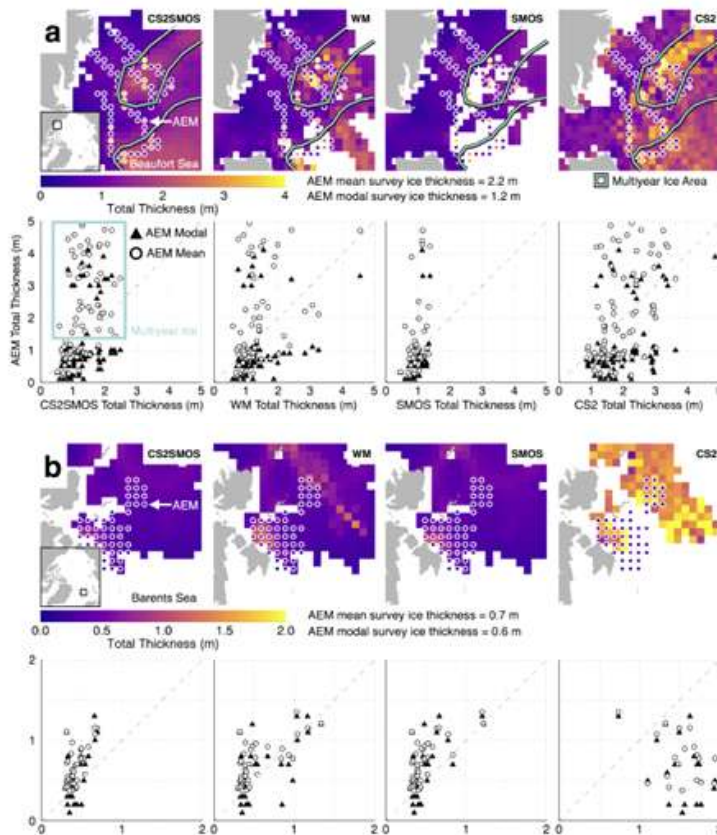 a
CS2SMOS
WM
SMOS
CS2
AEM
Beaufort Sea
0 1 2 3 4
Total Thickness (m)
AEM mean survey ice thickness = 2.2 m
AEM modal survey ice thickness = 1.2 m
Multiyear Ice Area
5
4
3
2
1
0
AEM Total Thickness (m)
AEM Modal
AEM Mean
Multiyear Ice
0 1 2 3 4 5
0 1 2 3 4 5
0 1 2 3 4 5
0 1 2 3 4 5
CS2SMOS Total Thickness (m)
WM Total Thickness (m)
SMOS Total Thickness (m)
CS2 Total Thickness (m)
b
CS2SMOS
WM
SMOS
CS2
AEM
Barents Sea
0.0 0.5 1.0 1.5 2.0
Total Thickness (m)
AEM mean survey ice thickness = 0.7 m
AEM modal survey ice thickness = 0.6 m
2
1
0
0 1 2
0 1 2
0 1 2
0 1 2